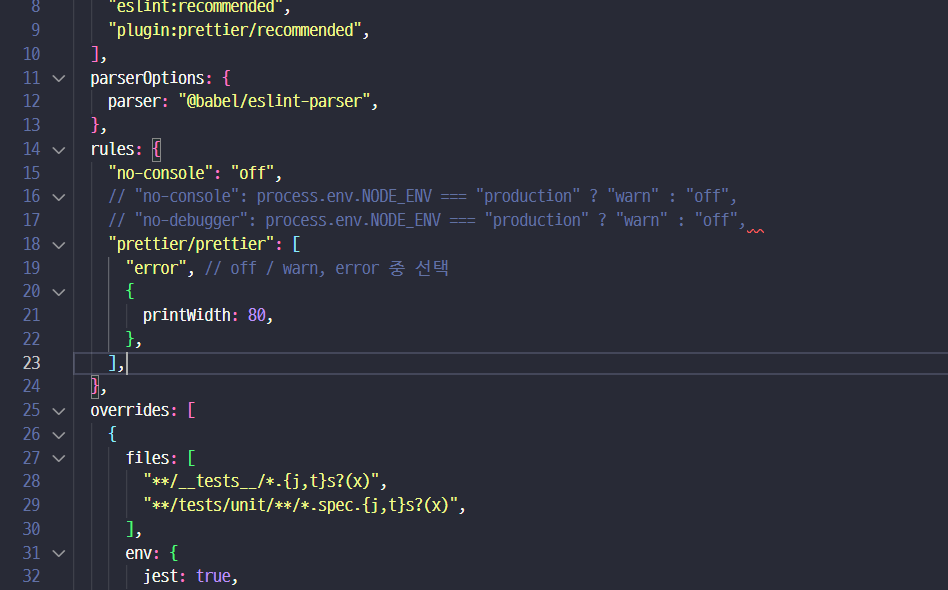 8 "eslint:recommended",
9 "plugin:prettier/recommended",
10 ],
11 parserOptions: {
12 parser: "@babel/eslint-parser",
13 },
14 rules: {
15 "no-console": "off",
16 // "no-console": process.env.NODE_ENV === "production" ? "warn" : "off",
17 // "no-debugger": process.env.NODE_ENV === "production" ? "warn" : "off",
18 "prettier/prettier": [
19 "error", // off / warn, error 중 선택
20 {
21 printWidth: 80,
22 },
23 ],
24 },
25 overrides: [
26 {
27 files: [
28 "**/__tests__/*.{j,t}s?(x)",
29 "**/tests/unit/**/*.spec.{j,t}s?(x)",
30 ],
31 env: {
32 jest: true,